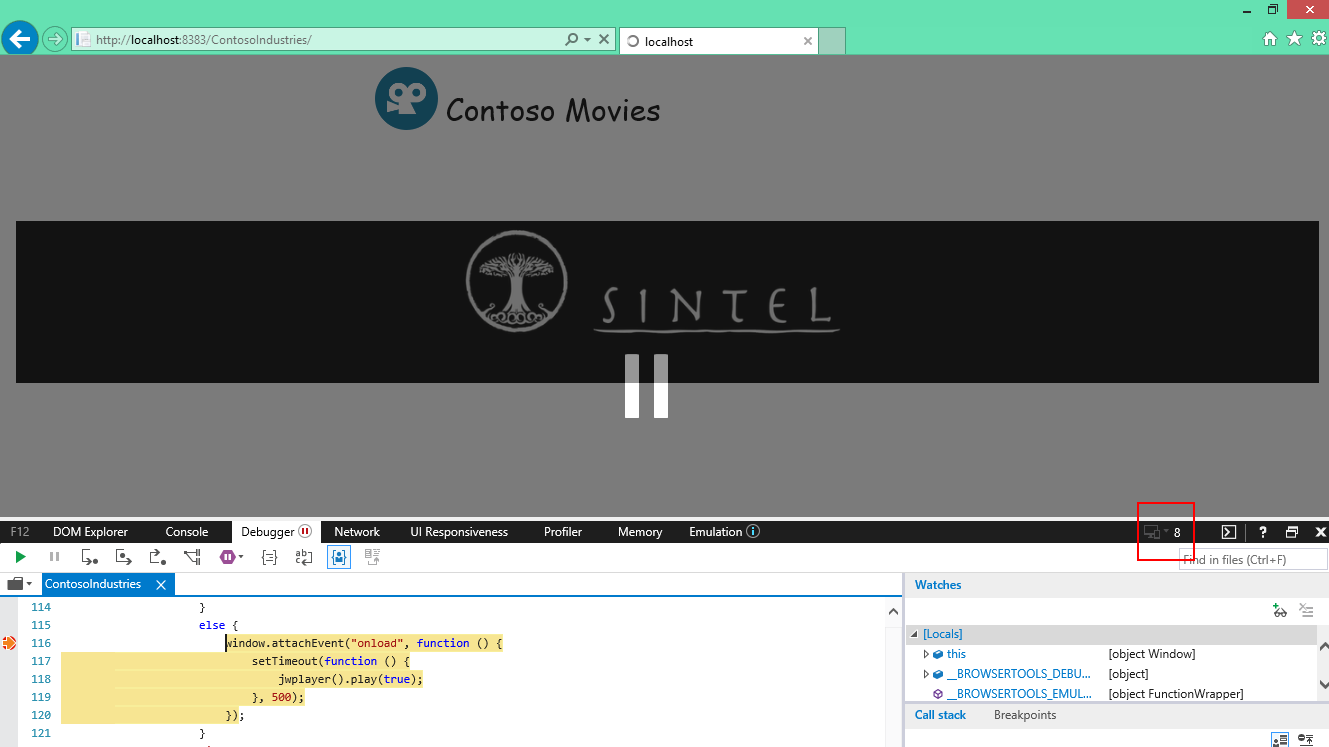 http://localhost:8383/ContosoIndustries/
localhost
Contoso Movies
SINTEL
F12 DOM Explorer Console Debugger Network UI Responsiveness Profiler Memory Emulation 8 ?
Find in files (Ctrl+F)
ContosoIndustries
Watches
114 }
115 else {
116 window.attachEvent("onload", function () {
117 setTimeout(function () {
118 jwplayer().play(true);
119 }, 500);
120 });
121 }
[Locals]
this [object Window]
__BROWSERTOOLS_DEBU... [object]
__BROWSERTOOLS_EMUL... [object FunctionWrapper]
Call stack Breakpoints